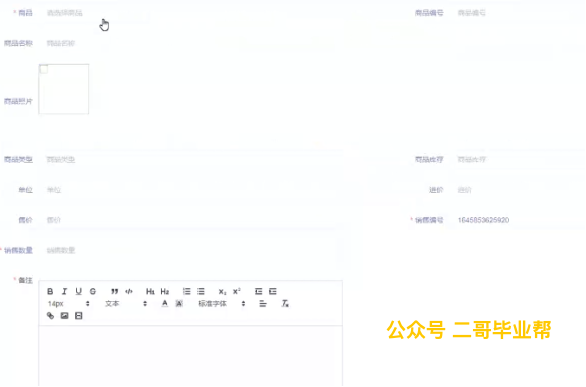 * 商品 请选择商品 商品编号 商品编号
商品名称 商品名称
商品照片
商品类型 商品类型 商品库存 商品库存
单位 单位 进价 进价
售价 售价 * 销售编号 1645853625920
* 销售数量 销售数量
* 备注
B I U S ” </> H1 H2 x₂ x²
14px 文本 A A 标准字体 Tx
公众号 二哥毕业帮